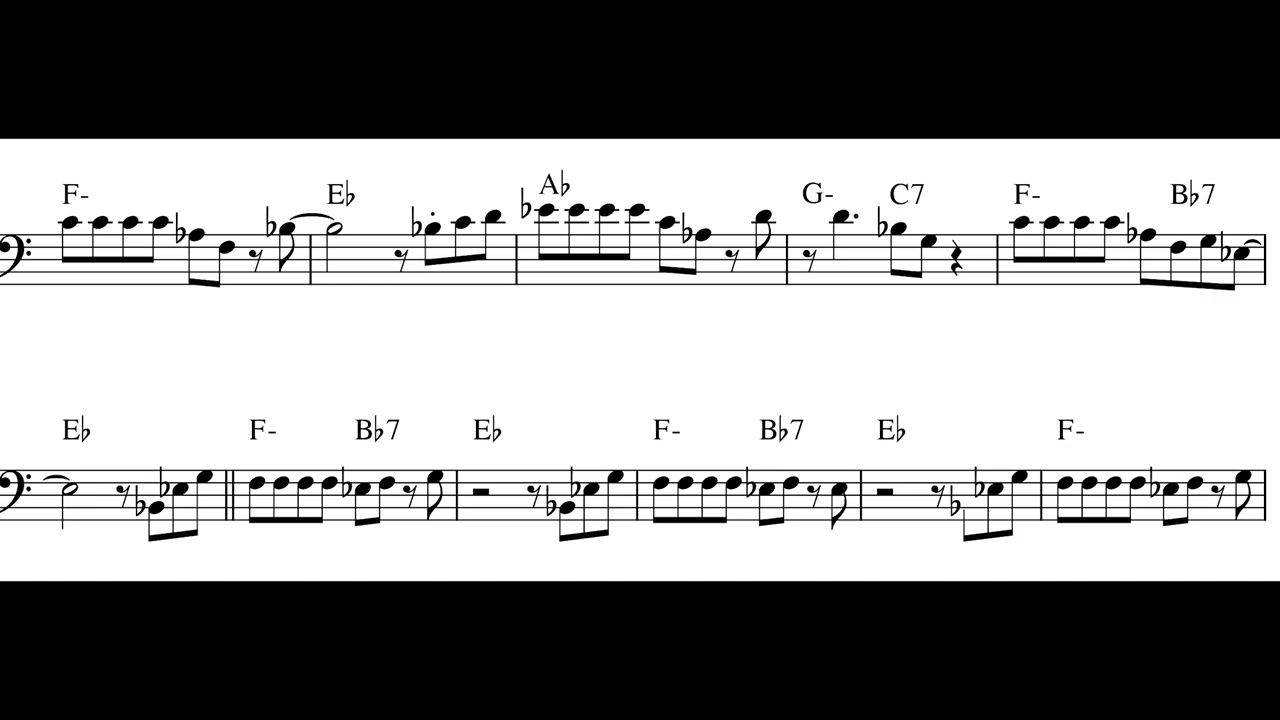 F- E♭ A♭ G- C7 F- B♭7
E♭ F- B♭7 E♭ F- B♭7 E♭ F-